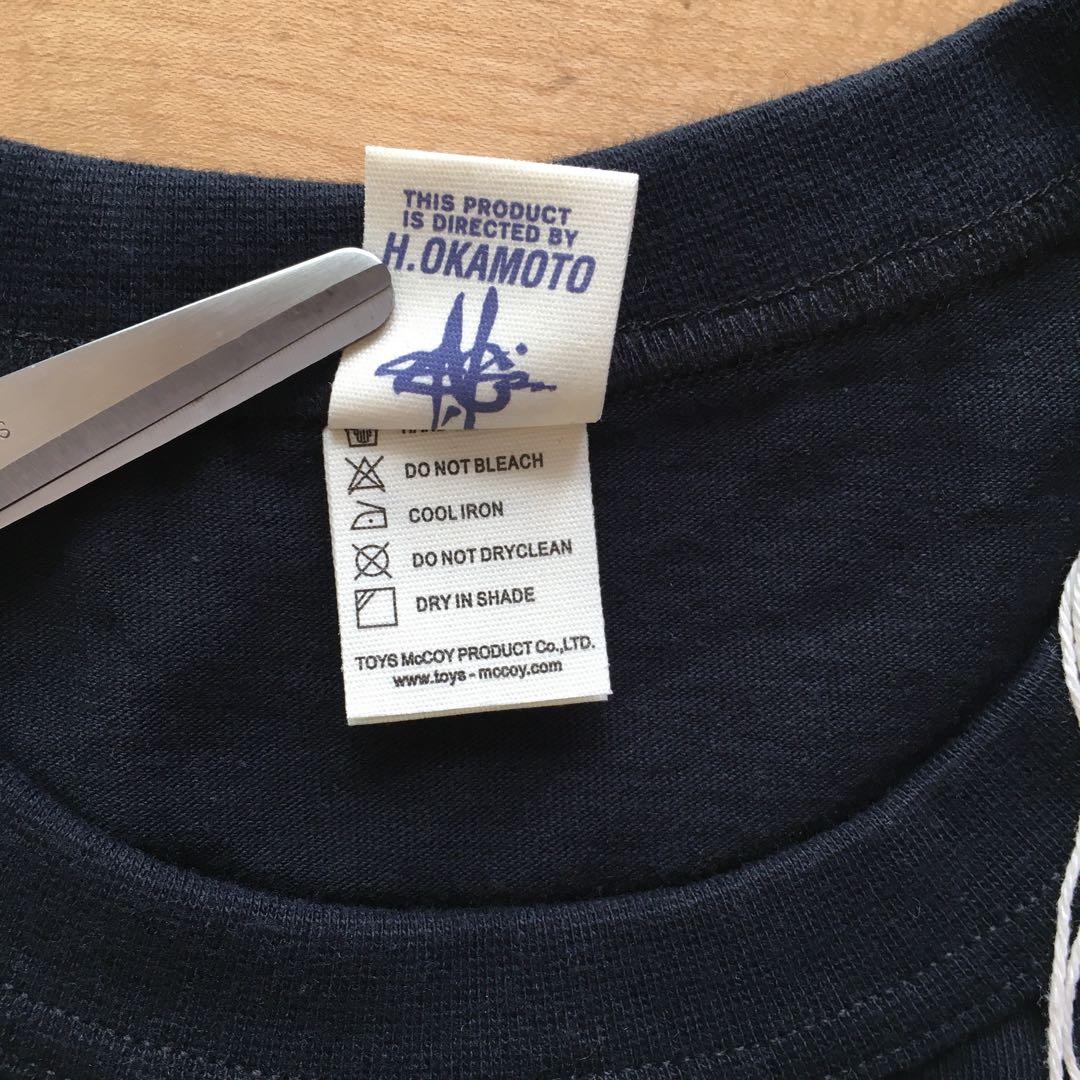 THIS PRODUCT
IS DIRECTED BY
H.OKAMOTO
DO NOT BLEACH
COOL IRON
DO NOT DRYCLEAN
DRY IN SHADE
TOYS McCOY PRODUCT Co.,LTD.
www.toys-mccoy.com
S